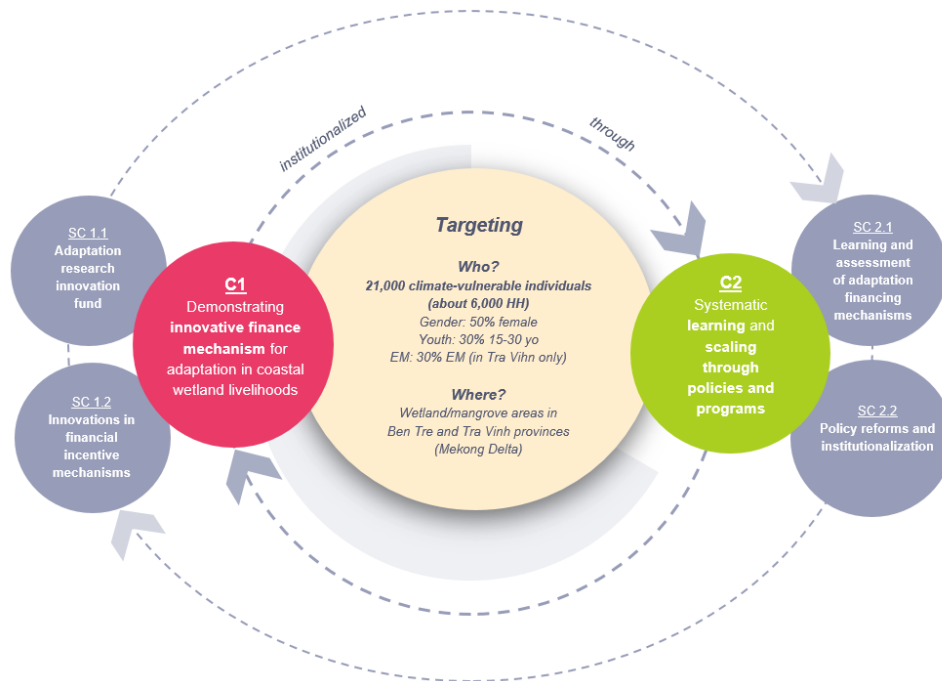 institutionalized
through
SC 1.1
Adaptation
research
innovation
fund
SC 1.2
Innovations in
financial
incentive
mechanisms
C1
Demonstrating
innovative finance
mechanism for
adaptation in coastal
wetland livelihoods
Targeting
Who?
21,000 climate-vulnerable individuals
(about 6,000 HH)
Gender: 50% female
Youth: 30% 15-30 yo
EM: 30% EM (in Tra Vihn only)
Where?
Wetland/mangrove areas in
Ben Tre and Tra Vinh provinces
(Mekong Delta)
C2
Systematic
learning and
scaling
through
policies and
programs
SC 2.1
Learning and
assessment
of adaptation
financing
mechanisms
SC 2.2
Policy reforms and
institutionalization